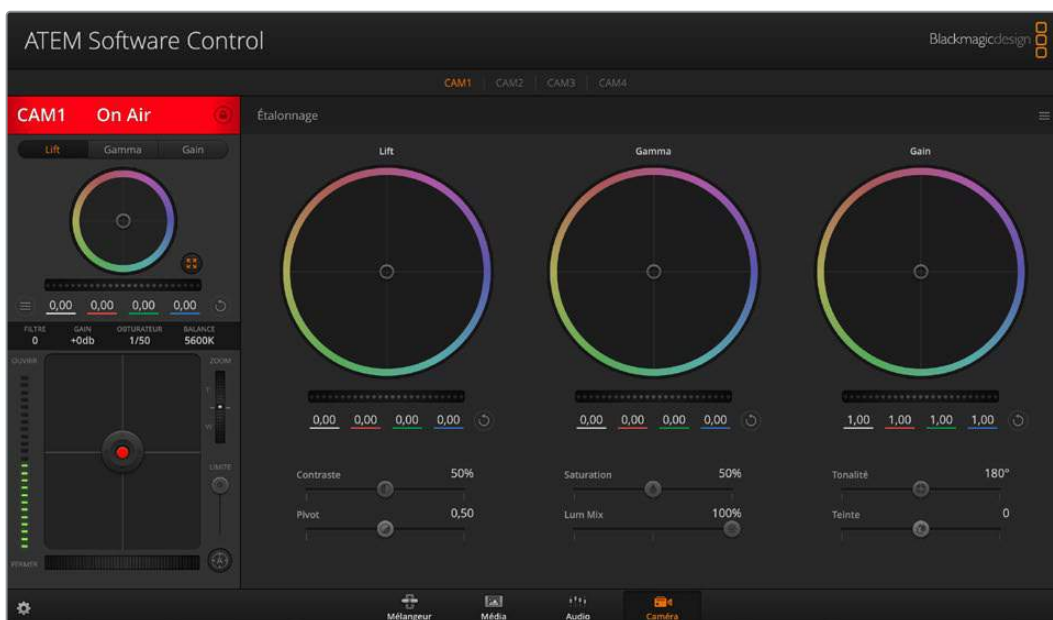 ATEM Software Control
Blackmagicdesign
CAM1 CAM2 CAM3 CAM4
CAM1 On Air
Étalonnage
Lift Gamma Gain
Lift Gamma Gain
0,00 0,00 0,00 0,00
FILTRE GAIN OBTURATEUR BALANCE
0 +0db 1/50 5600K
OUVRIR ZOOM
T
W
LIMITE
A
FERMER
0,00 0,00 0,00 0,00
0,00 0,00 0,00 0,00
1,00 1,00 1,00 1,00
Contraste 50%
Saturation 50%
Tonalité 180°
Pivot 0,50
Lum Mix 100%
Teinte 0
Mélangeur Média Audio Caméra